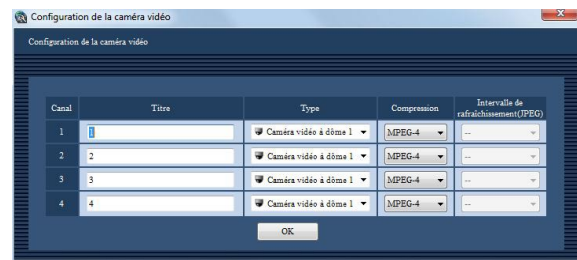 Configuration de la caméra vidéo
Configuration de la caméra vidéo
Canal Titre Type Compression Intervalle de rafraîchissement(JPEG)
1 1 Caméra vidéo à dôme 1 MPEG-4 --
2 2 Caméra vidéo à dôme 1 MPEG-4 --
3 3 Caméra vidéo à dôme 1 MPEG-4 --
4 4 Caméra vidéo à dôme 1 MPEG-4 --
OK